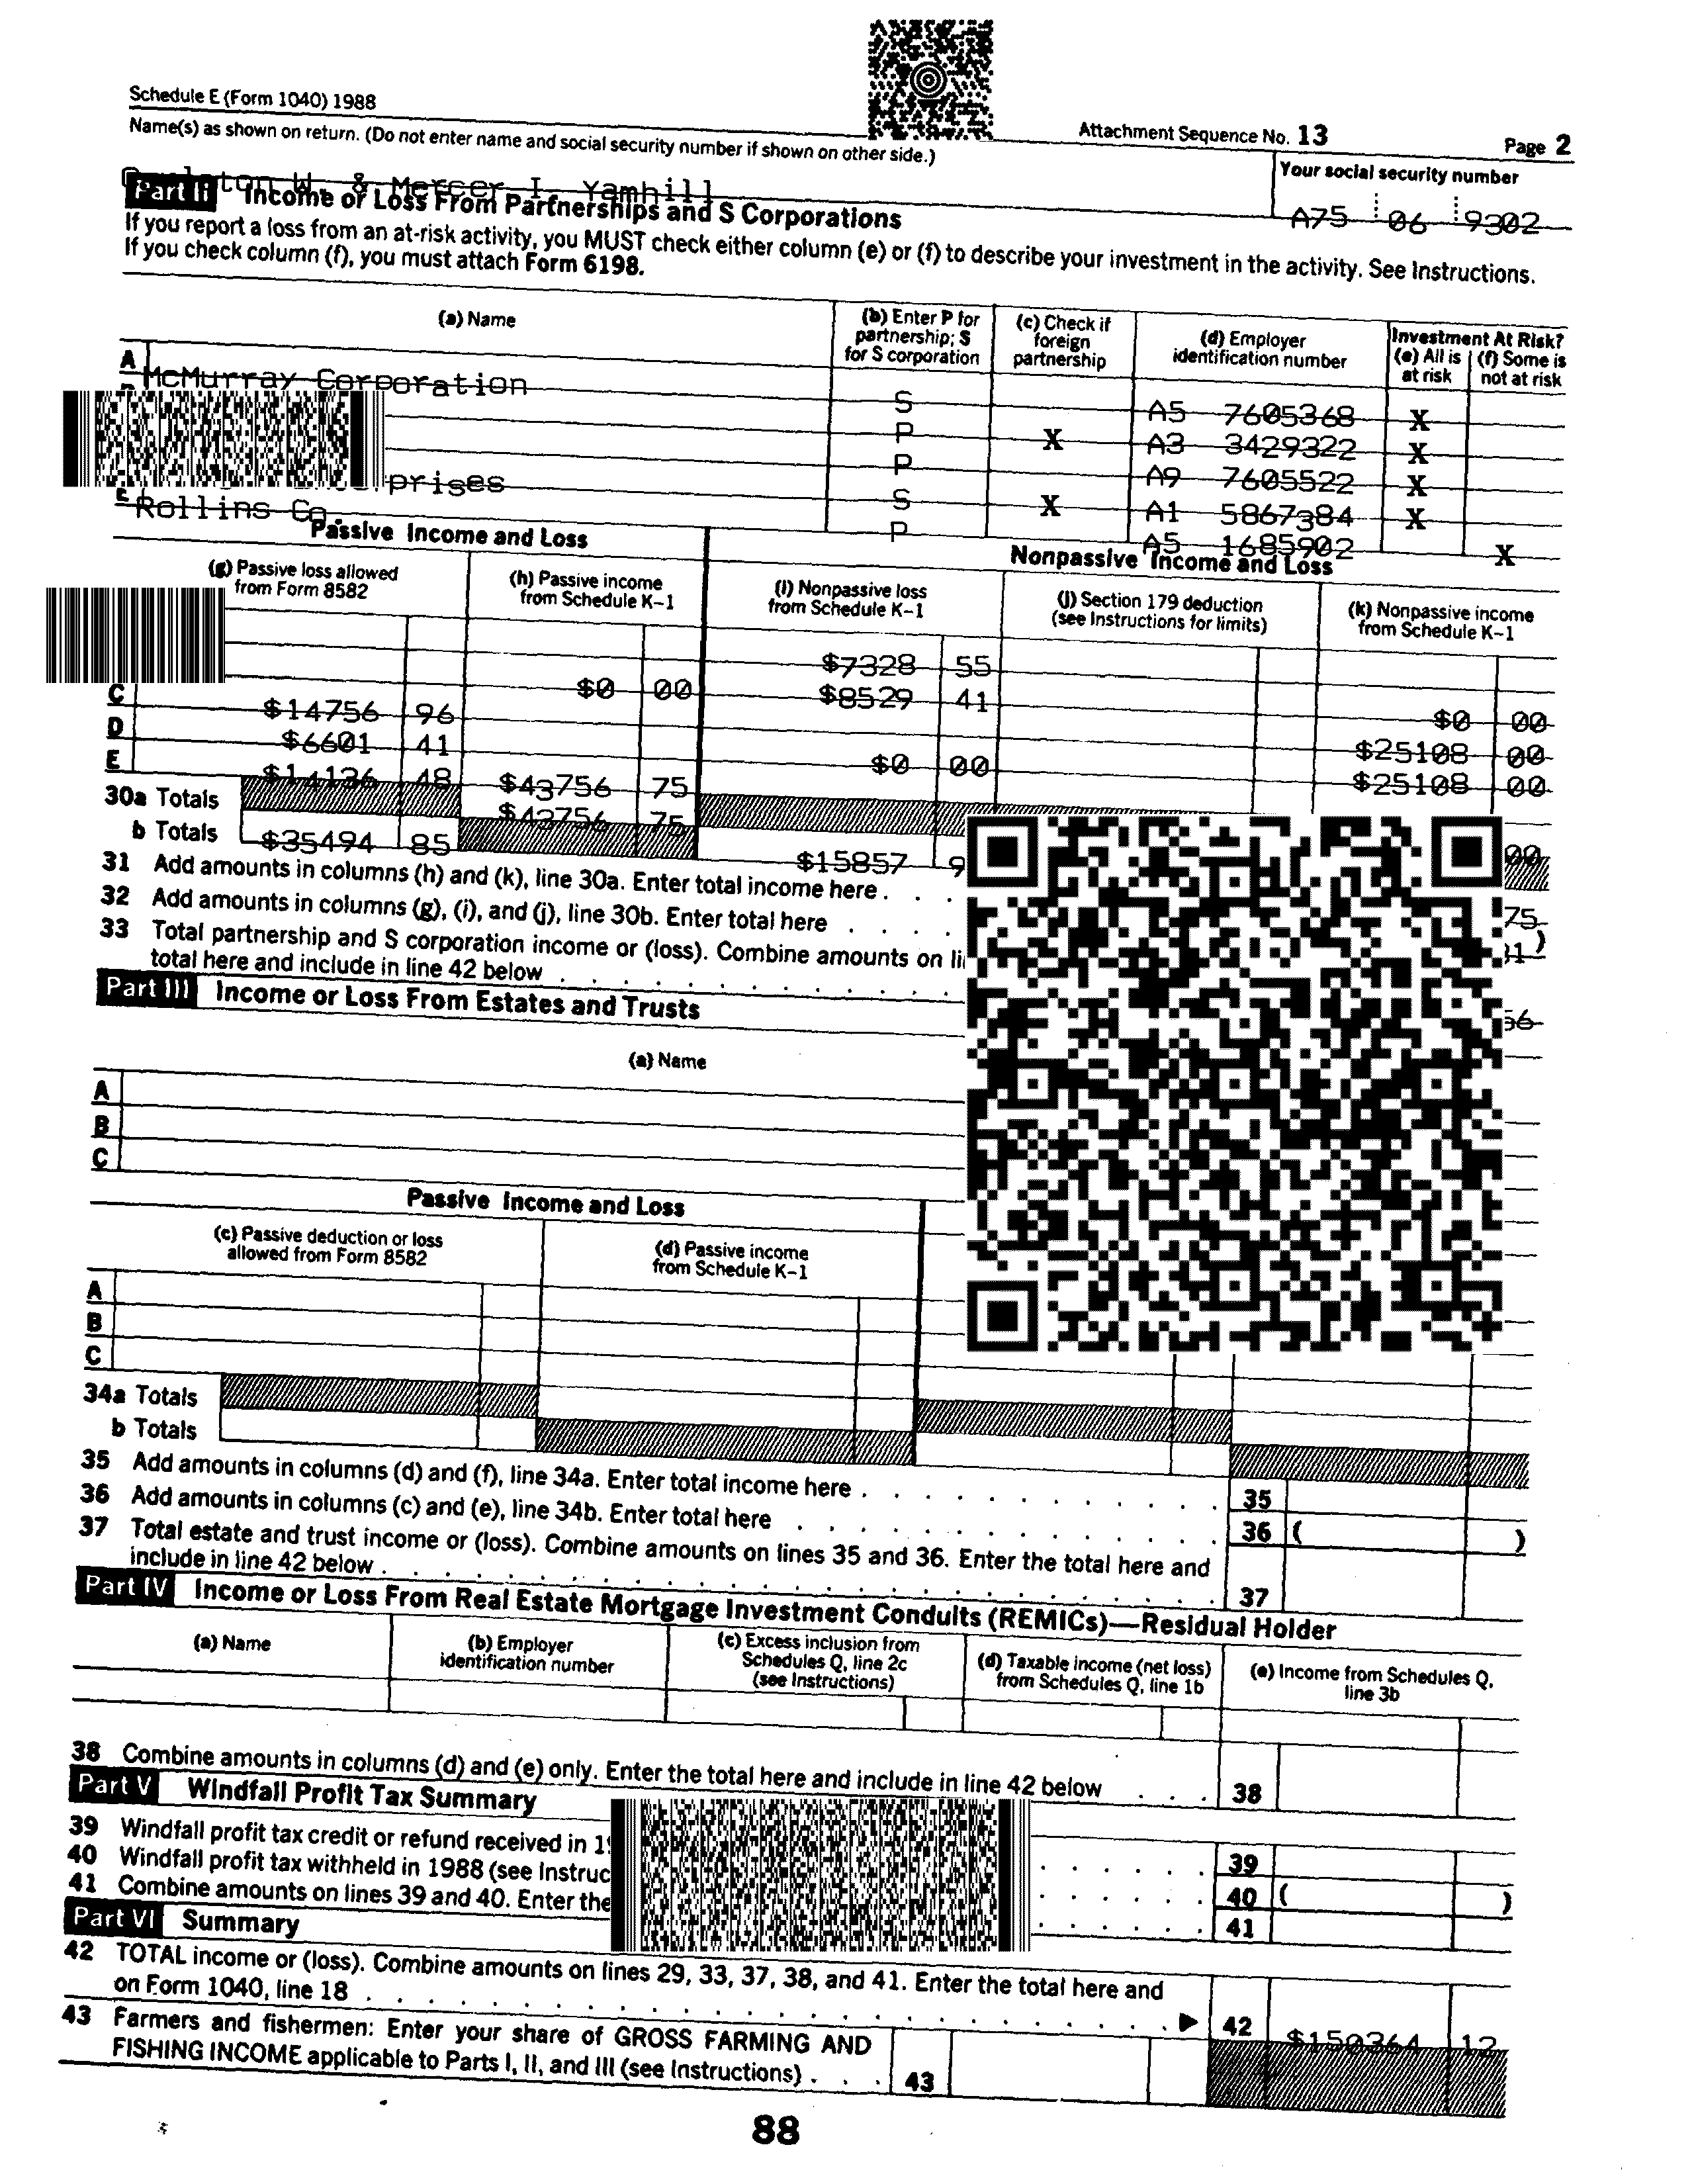 Schedule E (Form 1040) 1988
Attachment Sequence No. 13
Page 2
Name(s) as shown on return. (Do not enter name and social security number if shown on other side.)
Your social security number
W. & Mercer I. Yamhill
A75 06 9302
Part II Income or Loss From Partnerships and S Corporations
If you report a loss from an at-risk activity, you MUST check either column (e) or (f) to describe your investment in the activity. See Instructions.
If you check column (f), you must attach Form 6198.
(a) Name
(b) Enter P for partnership; S for S corporation
(c) Check if foreign partnership
(d) Employer identification number
Investment At Risk?
(e) All is at risk
(f) Some is not at risk
A McMurray Corporation S A5 7605368 X
P X A3 3429322 X
P A9 7605522 X
S X A1 5867384 X
E Rollins Co. P A5 1685902 X
Passive Income and Loss
Nonpassive Income and Loss
(g) Passive loss allowed from Form 8582
(h) Passive income from Schedule K-1
(i) Nonpassive loss from Schedule K-1
(j) Section 179 deduction (see Instructions for limits)
(k) Nonpassive income from Schedule K-1
$7328 55
$0 00 $8529 41
C $14756 96 $0 00
D $6601 41 $25108 00
E $14136 48 $43756 75 $0 00 $25108 00
30a Totals $43756 75 00
b Totals $35494 85 $15857
31 Add amounts in columns (h) and (k), line 30a. Enter total income here . . . 75
32 Add amounts in columns (g), (i), and (j), line 30b. Enter total here . . . . )
33 Total partnership and S corporation income or (loss). Combine amounts on
total here and include in line 42 below . . . . . . . . . . . 56
Part III Income or Loss From Estates and Trusts
(a) Name
A
B
C
Passive Income and Loss
(c) Passive deduction or loss allowed from Form 8582
(d) Passive income from Schedule K-1
A
B
C
34a Totals
b Totals
35 Add amounts in columns (d) and (f), line 34a. Enter total income here . . . . . . . . . 35
36 Add amounts in columns (c) and (e), line 34b. Enter total here . . . . . . . . . . 36 ( )
37 Total estate and trust income or (loss). Combine amounts on lines 35 and 36. Enter the total here and
include in line 42 below . . . . . . . . . . . . . . . . . . . . 37
Part IV Income or Loss From Real Estate Mortgage Investment Conduits (REMICs)—Residual Holder
(a) Name
(b) Employer identification number
(c) Excess inclusion from Schedules Q, line 2c (see Instructions)
(d) Taxable income (net loss) from Schedules Q, line 1b
(e) Income from Schedules Q, line 3b
38 Combine amounts in columns (d) and (e) only. Enter the total here and include in line 42 below . . . 38
Part V Windfall Profit Tax Summary
39 Windfall profit tax credit or refund received in . . . . . . 39
40 Windfall profit tax withheld in 1988 (see . . . . . . 40 ( )
41 Combine amounts on lines 39 and 40. Enter the . . . . . . 41
Part VI Summary
42 TOTAL income or (loss). Combine amounts on lines 29, 33, 37, 38, and 41. Enter the total here and
on Form 1040, line 18 . . . . . . . . . . . . . . . . . . . . ▶ 42 $150364 12
43 Farmers and fishermen: Enter your share of GROSS FARMING AND
FISHING INCOME applicable to Parts I, II, and III (see Instructions) . . . . 43
88